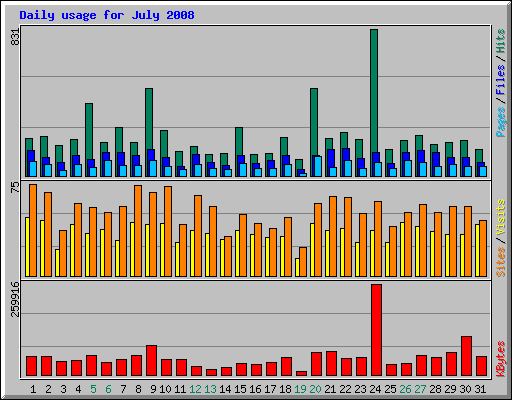 Daily usage for July 2008
831
Pages / Files / Hits
75
Sites / Visits
259916
KBytes
1 2 3 4 5 6 7 8 9 10 11 12 13 14 15 16 17 18 19 20 21 22 23 24 25 26 27 28 29 30 31